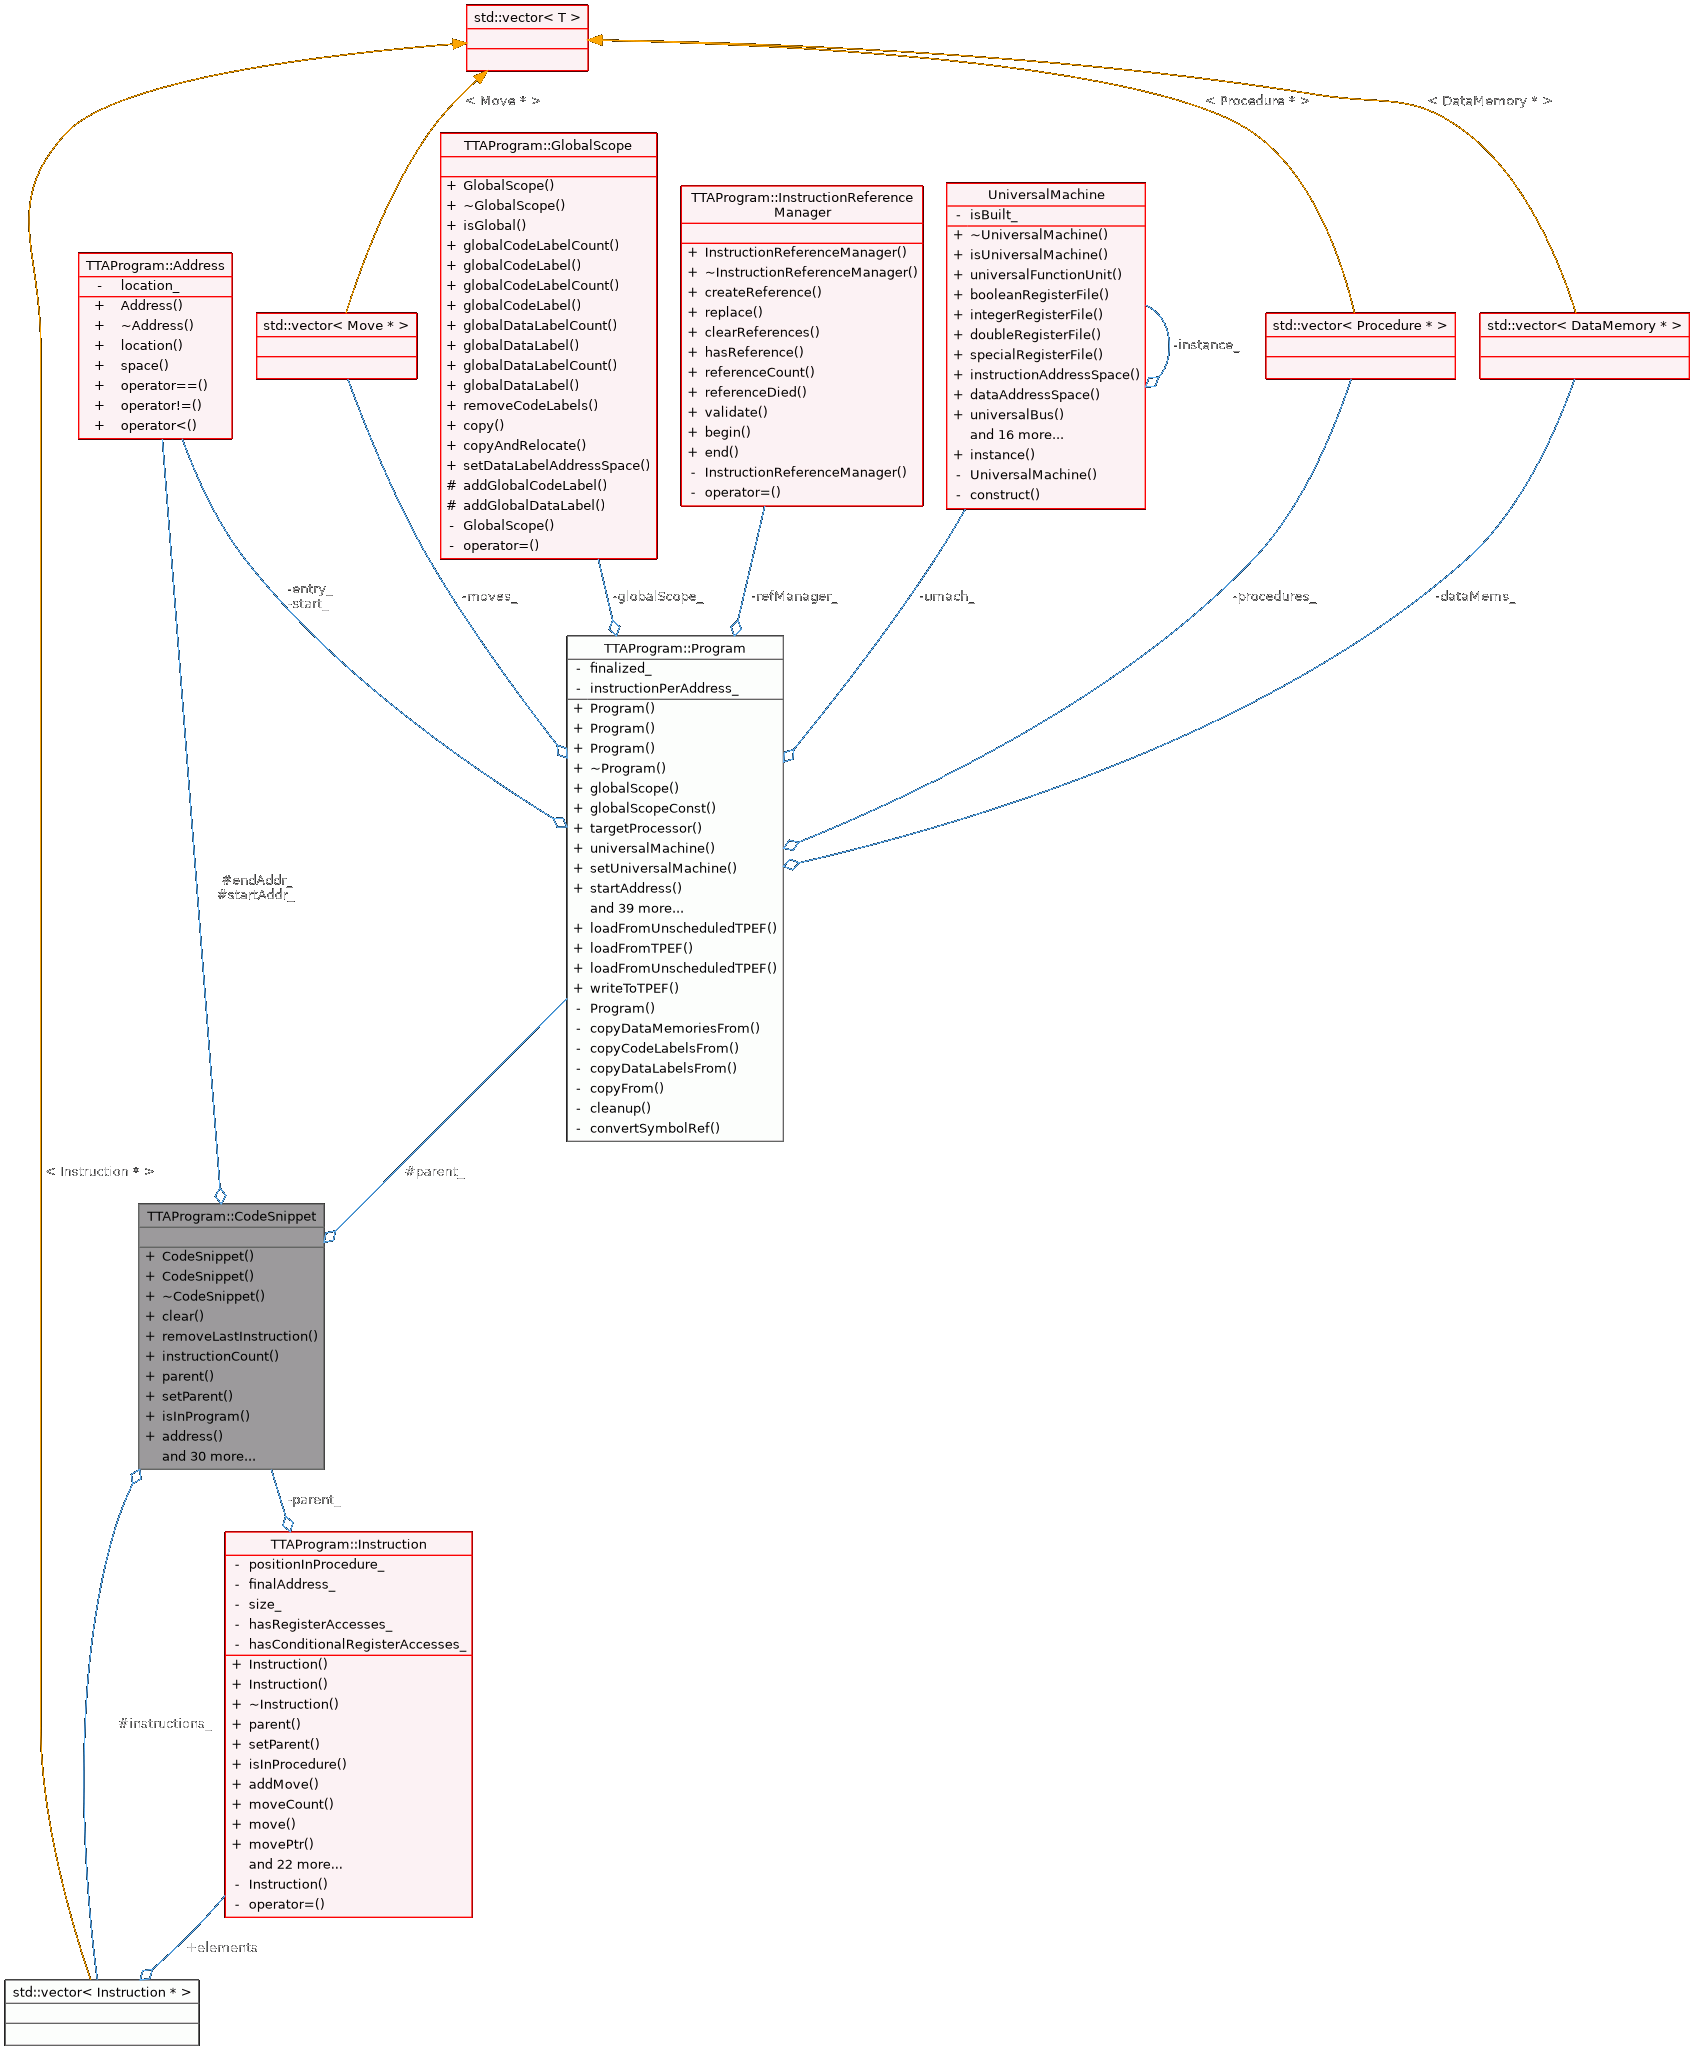 std::vector< T >
< Move * >
< Procedure * >
< DataMemory * >
TTAProgram::GlobalScope
+ GlobalScope()
+ ~GlobalScope()
+ isGlobal()
+ globalCodeLabelCount()
+ globalCodeLabel()
+ globalCodeLabelCount()
+ globalCodeLabel()
+ globalDataLabelCount()
+ globalDataLabel()
+ globalDataLabelCount()
+ globalDataLabel()
+ removeCodeLabels()
+ copy()
+ copyAndRelocate()
+ setDataLabelAddressSpace()
# addGlobalCodeLabel()
# addGlobalDataLabel()
- GlobalScope()
- operator=()
TTAProgram::InstructionReference
Manager
+ InstructionReferenceManager()
+ ~InstructionReferenceManager()
+ createReference()
+ replace()
+ clearReferences()
+ hasReference()
+ referenceCount()
+ referenceDied()
+ validate()
+ begin()
+ end()
- InstructionReferenceManager()
- operator=()
UniversalMachine
- isBuilt_
+ ~UniversalMachine()
+ isUniversalMachine()
+ universalFunctionUnit()
+ booleanRegisterFile()
+ integerRegisterFile()
+ doubleRegisterFile()
+ specialRegisterFile()
+ instructionAddressSpace()
+ dataAddressSpace()
+ universalBus()
and 16 more...
+ instance()
- UniversalMachine()
- construct()
-instance_
TTAProgram::Address
- location_
+ Address()
+ ~Address()
+ location()
+ space()
+ operator==()
+ operator!=()
+ operator<()
std::vector< Move * >
std::vector< Procedure * >
std::vector< DataMemory * >
-entry_
-start_
-moves_
-globalScope_
-refManager_
-umach_
-procedures_
-dataMems_
TTAProgram::Program
- finalized_
- instructionPerAddress_
+ Program()
+ Program()
+ Program()
+ ~Program()
+ globalScope()
+ globalScopeConst()
+ targetProcessor()
+ universalMachine()
+ setUniversalMachine()
+ startAddress()
and 39 more...
+ loadFromUnscheduledTPEF()
+ loadFromTPEF()
+ loadFromUnscheduledTPEF()
+ writeToTPEF()
- Program()
- copyDataMemoriesFrom()
- copyCodeLabelsFrom()
- copyDataLabelsFrom()
- copyFrom()
- cleanup()
- convertSymbolRef()
#endAddr_
#startAddr_
< Instruction * >
#parent_
TTAProgram::CodeSnippet
+ CodeSnippet()
+ CodeSnippet()
+ ~CodeSnippet()
+ clear()
+ removeLastInstruction()
+ instructionCount()
+ parent()
+ setParent()
+ isInProgram()
+ address()
and 30 more...
-parent_
TTAProgram::Instruction
- positionInProcedure_
- finalAddress_
- size_
- hasRegisterAccesses_
- hasConditionalRegisterAccesses_
+ Instruction()
+ Instruction()
+ ~Instruction()
+ parent()
+ setParent()
+ isInProcedure()
+ addMove()
+ moveCount()
+ move()
+ movePtr()
and 22 more...
- Instruction()
- operator=()
#instructions_
+elements
std::vector< Instruction * >